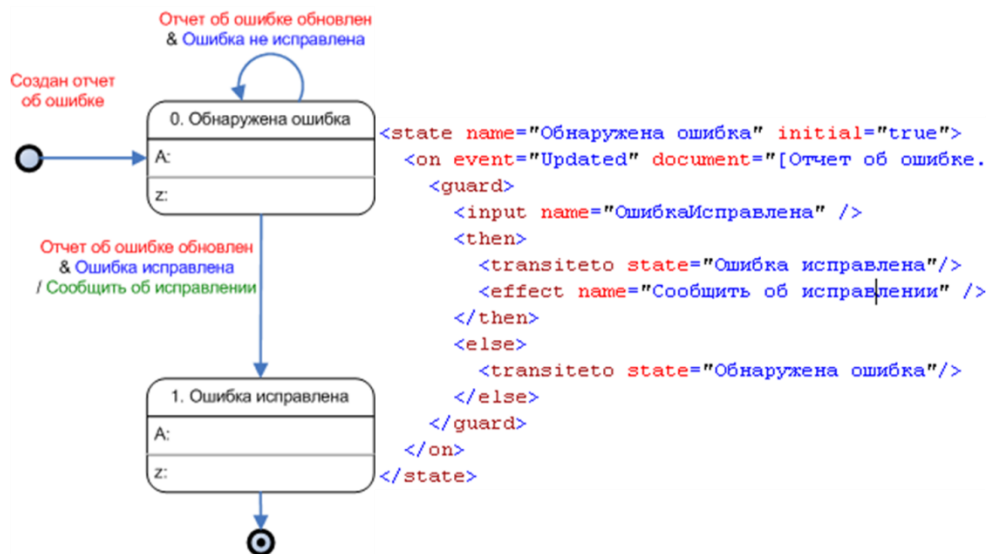 Отчет об ошибке обновлен
& Ошибка не исправлена
Создан отчет
об ошибке
0. Обнаружена ошибка
A:
z:
Отчет об ошибке обновлен
& Ошибка исправлена
/ Сообщить об исправлении
1. Ошибка исправлена
A:
z:
<state name="Обнаружена ошибка" initial="true">
<on event="Updated" document="[Отчет об ошибке.
<guard>
<input name="ОшибкаИсправлена" />
<then>
<transiteto state="Ошибка исправлена"/>
<effect name="Сообщить об исправлении" />
</then>
<else>
<transiteto state="Обнаружена ошибка"/>
</else>
</guard>
</on>
</state>